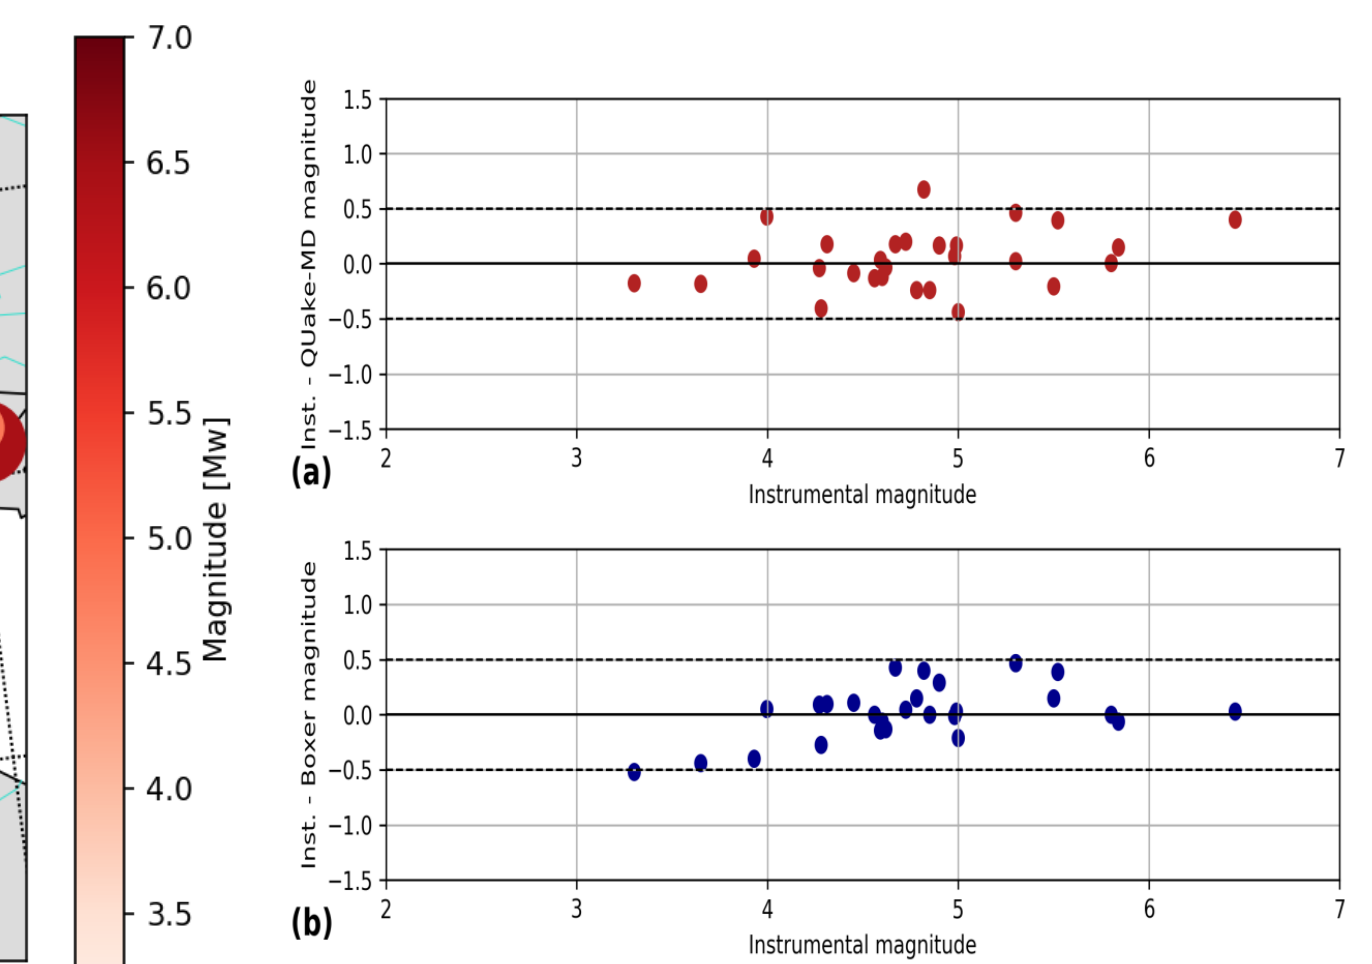 7.0
6.5
6.0
5.5
5.0
4.5
4.0
3.5
Magnitude [Mw]
Inst. - QUake-MD magnitude
1.5
1.0
0.5
0.0
−0.5
−1.0
−1.5
2 3 4 5 6 7
(a)
Instrumental magnitude
Inst. - Boxer magnitude
1.5
1.0
0.5
0.0
−0.5
−1.0
−1.5
2 3 4 5 6 7
(b)
Instrumental magnitude